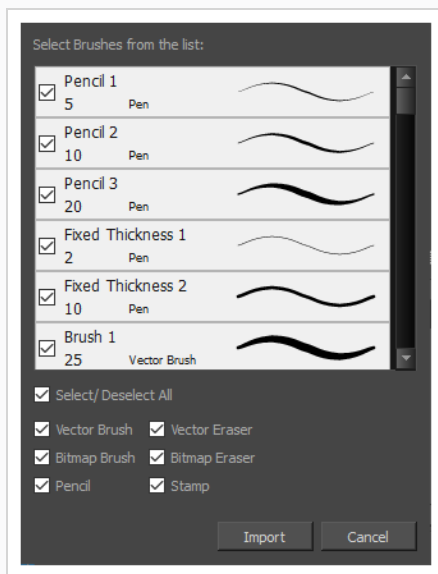 Select Brushes from the list:
Pencil 1
5 Pen
Pencil 2
10 Pen
Pencil 3
20 Pen
Fixed Thickness 1
2 Pen
Fixed Thickness 2
10 Pen
Brush 1
25 Vector Brush
Select/ Deselect All
Vector Brush Vector Eraser
Bitmap Brush Bitmap Eraser
Pencil Stamp
Import Cancel